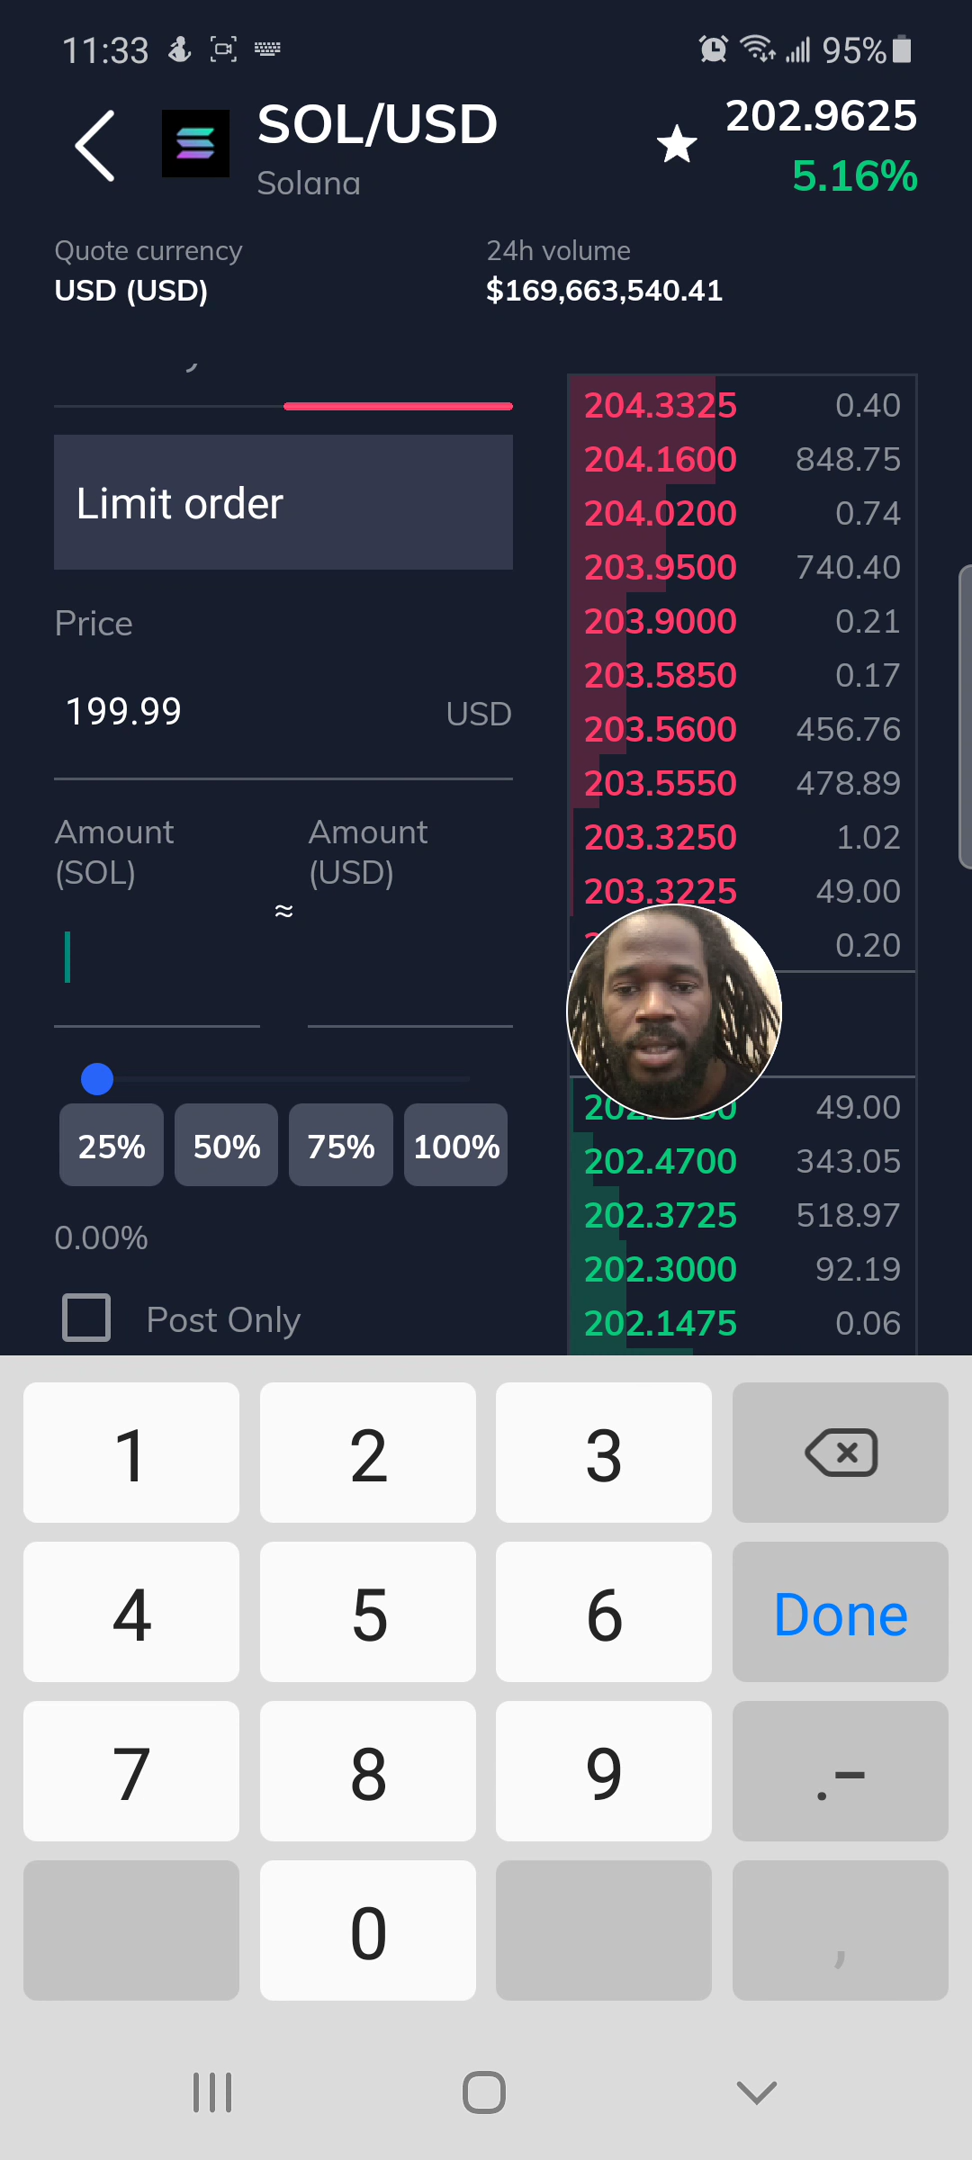 11:33
95%
SOL/USD
Solana
202.9625
5.16%
Quote currency
USD (USD)
24h volume
$169,663,540.41
Limit order
Price
199.99 USD
Amount
(SOL)
≈
Amount
(USD)
25% 50% 75% 100%
0.00%
Post Only
204.3325 0.40
204.1600 848.75
204.0200 0.74
203.9500 740.40
203.9000 0.21
203.5850 0.17
203.5600 456.76
203.5550 478.89
203.3250 1.02
203.3225 49.00
0.20
49.00
202.4700 343.05
202.3725 518.97
202.3000 92.19
202.1475 0.06
1 2 3
4 5 6 Done
7 8 9 .-
0 ,